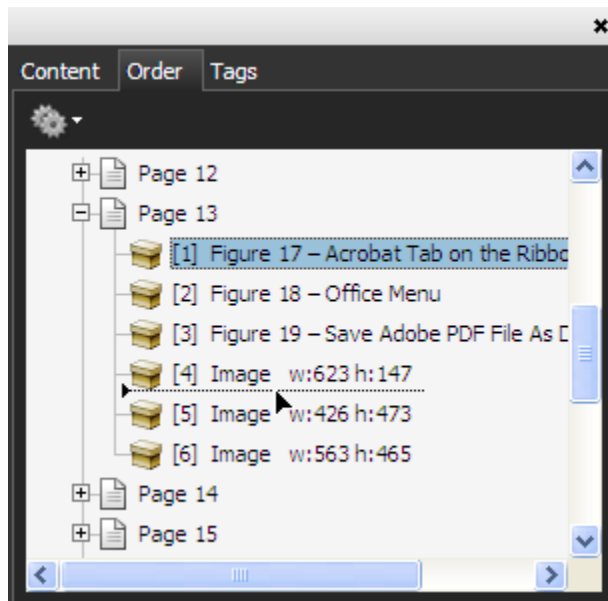 Content Order Tags
Page 12
Page 13
[1] Figure 17 – Acrobat Tab on the Ribbo
[2] Figure 18 – Office Menu
[3] Figure 19 – Save Adobe PDF File As D
[4] Image w:623 h:147
[5] Image w:426 h:473
[6] Image w:563 h:465
Page 14
Page 15